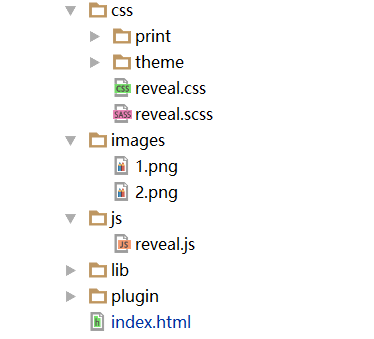 css
print
theme
CSS reveal.css
SASS reveal.scss
images
1.png
2.png
js
JS reveal.js
lib
plugin
h index.html